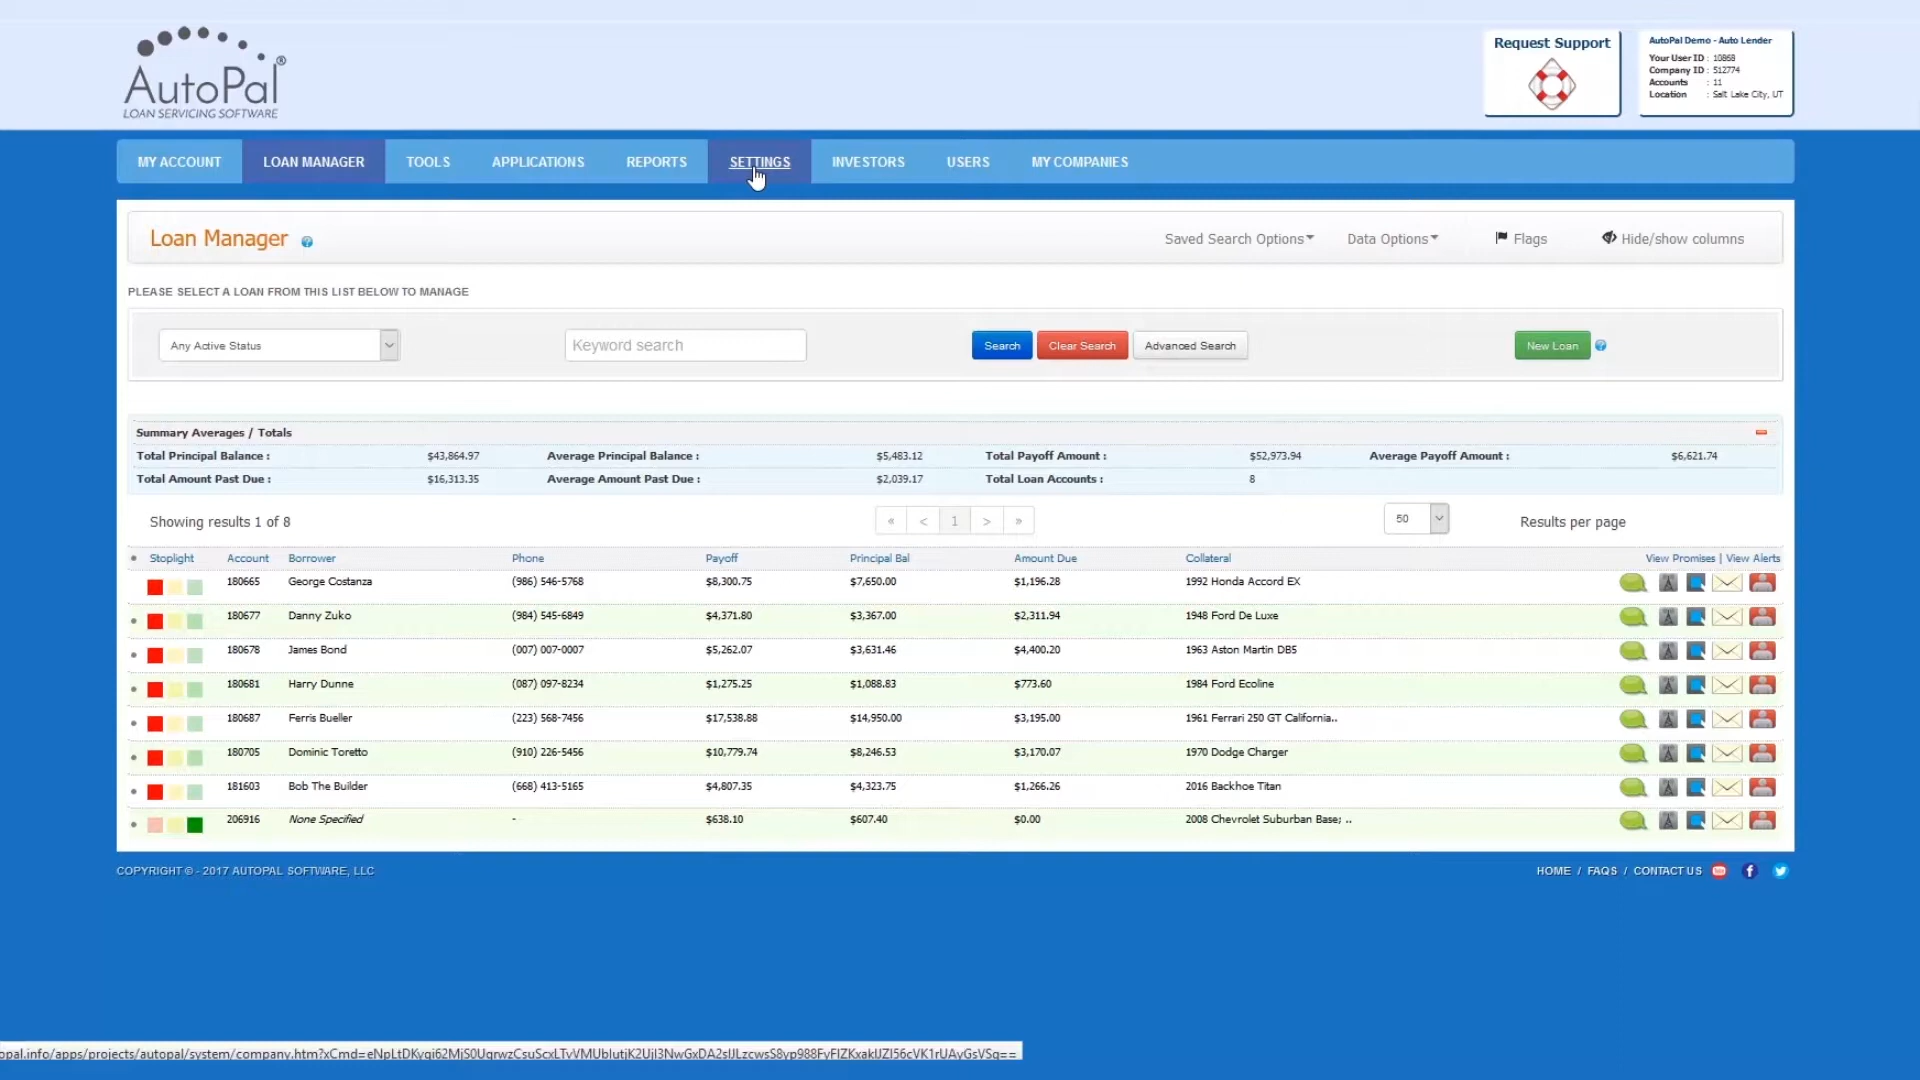 AutoPal®
LOAN SERVICING SOFTWARE
Request Support
AutoPal Demo - Auto Lender
Your User ID : 10868
Company ID : 512774
Accounts : 11
Location : Salt Lake City, UT
MY ACCOUNT LOAN MANAGER TOOLS APPLICATIONS REPORTS SETTINGS INVESTORS USERS MY COMPANIES
Loan Manager
Saved Search Options Data Options Flags Hide/show columns
PLEASE SELECT A LOAN FROM THIS LIST BELOW TO MANAGE
Any Active Status Keyword search Search Clear Search Advanced Search New Loan
Summary Averages / Totals
Total Principal Balance : $43,864.97 Average Principal Balance : $5,483.12 Total Payoff Amount : $52,973.94 Average Payoff Amount : $6,621.74
Total Amount Past Due : $16,313.35 Average Amount Past Due : $2,039.17 Total Loan Accounts : 8
Showing results 1 of 8 « < 1 > » 50 Results per page
Stoplight Account Borrower Phone Payoff Principal Bal Amount Due Collateral View Promises | View Alerts
180665 George Costanza (986) 546-5768 $8,300.75 $7,650.00 $1,196.28 1992 Honda Accord EX
180677 Danny Zuko (984) 545-6849 $4,371.80 $3,367.00 $2,311.94 1948 Ford De Luxe
180678 James Bond (007) 007-0007 $5,262.07 $3,631.46 $4,400.20 1963 Aston Martin DB5
180681 Harry Dunne (087) 097-8234 $1,275.25 $1,088.83 $773.60 1984 Ford Ecoline
180687 Ferris Bueller (223) 568-7456 $17,538.88 $14,950.00 $3,195.00 1961 Ferrari 250 GT California..
180705 Dominic Toretto (910) 226-5456 $10,779.74 $8,246.53 $3,170.07 1970 Dodge Charger
181603 Bob The Builder (668) 413-5165 $4,807.35 $4,323.75 $1,266.26 2016 Backhoe Titan
206916 None Specified - $638.10 $607.40 $0.00 2008 Chevrolet Suburban Base; ..
COPYRIGHT © - 2017 AUTOPAL SOFTWARE, LLC
HOME / FAQS / CONTACT US